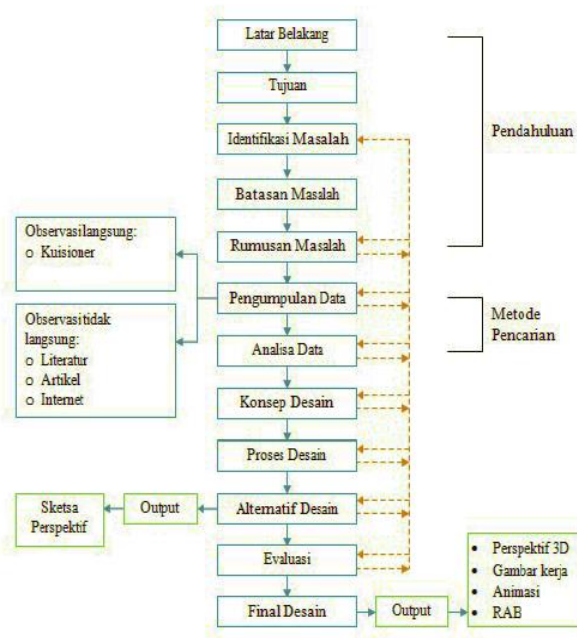 Latar Belakang
Tujuan
Identifikasi Masalah
Batasan Masalah
Rumusan Masalah
Pendahuluan
Observasilangsung:
o Kuisioner
Observasitidak
langsung:
o Literatur
o Artikel
o Internet
Pengumpulan Data
Analisa Data
Metode
Pencarian
Konsep Desain
Proses Desain
Alternatif Desain
Output
Sketsa
Perspektif
Evaluasi
Final Desain
Output
• Perspektif 3D
• Gambar kerja
• Animasi
• RAB